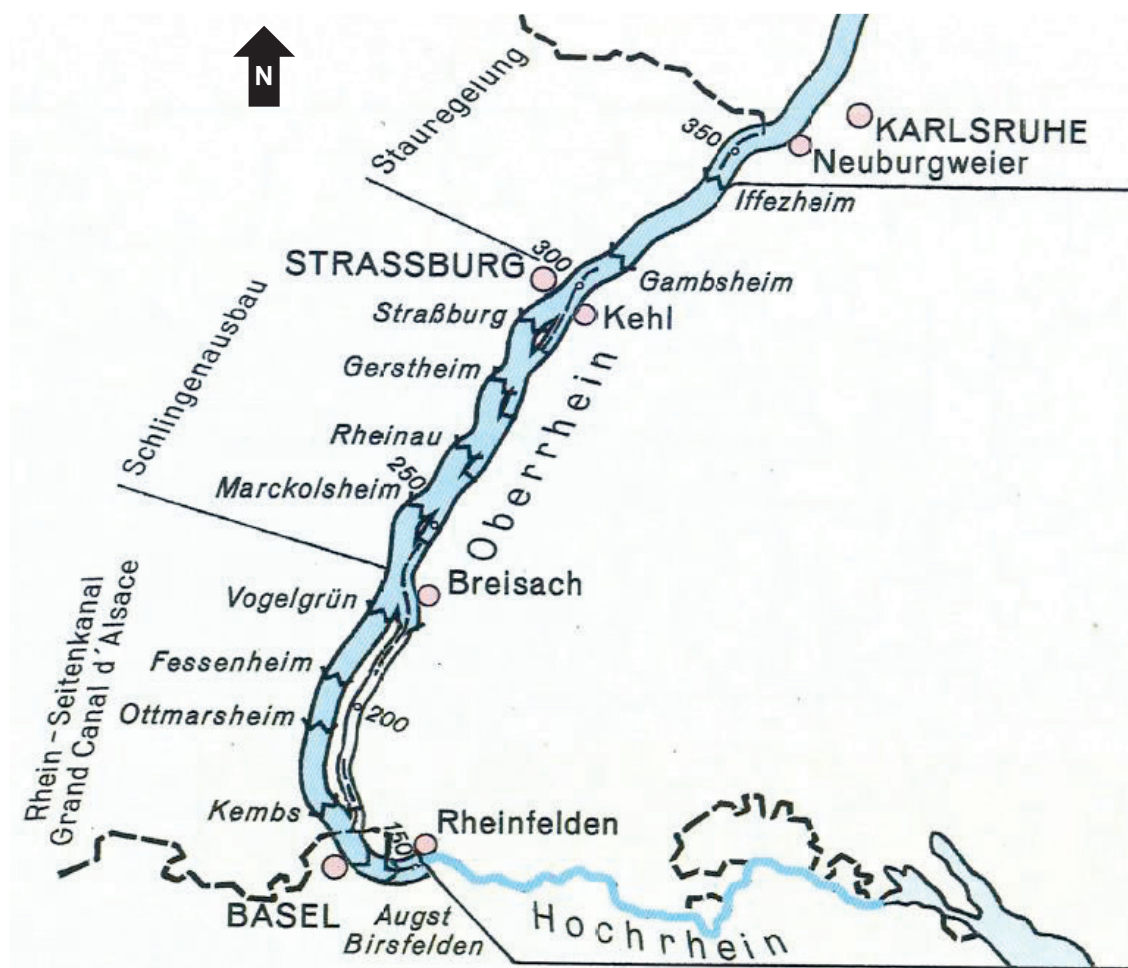 N
Stauregelung
350
KARLSRUHE
Neuburgweier
Iffezheim
300
STRASSBURG
Gambsheim
Straßburg
Kehl
Schlingenausbau
Gerstheim
Oberrhein
Rheinau
250
Marckolsheim
Breisach
Vogelgrün
Rhein-Seitenkanal
Grand Canal d'Alsace
Fessenheim
Ottmarsheim
200
Kembs
Rheinfelden
150
BASEL
Augst
Birsfelden
Hochrhein